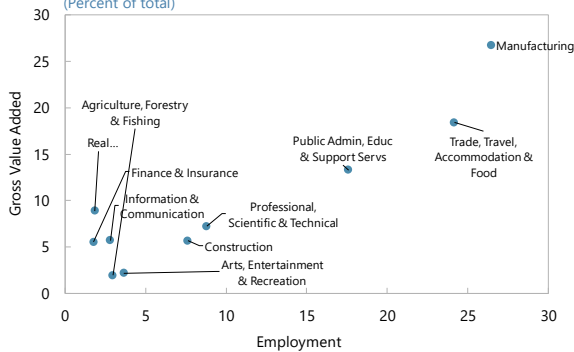 (Percent of total)
30
25
20
15
10
5
0
Gross Value Added
Manufacturing
Agriculture, Forestry
& Fishing
Real...
Public Admin, Educ
& Support Servs
Trade, Travel,
Accommodation &
Food
Finance & Insurance
Information &
Communication
Professional,
Scientific & Technical
Construction
Arts, Entertainment
& Recreation
0 5 10 15 20 25 30
Employment